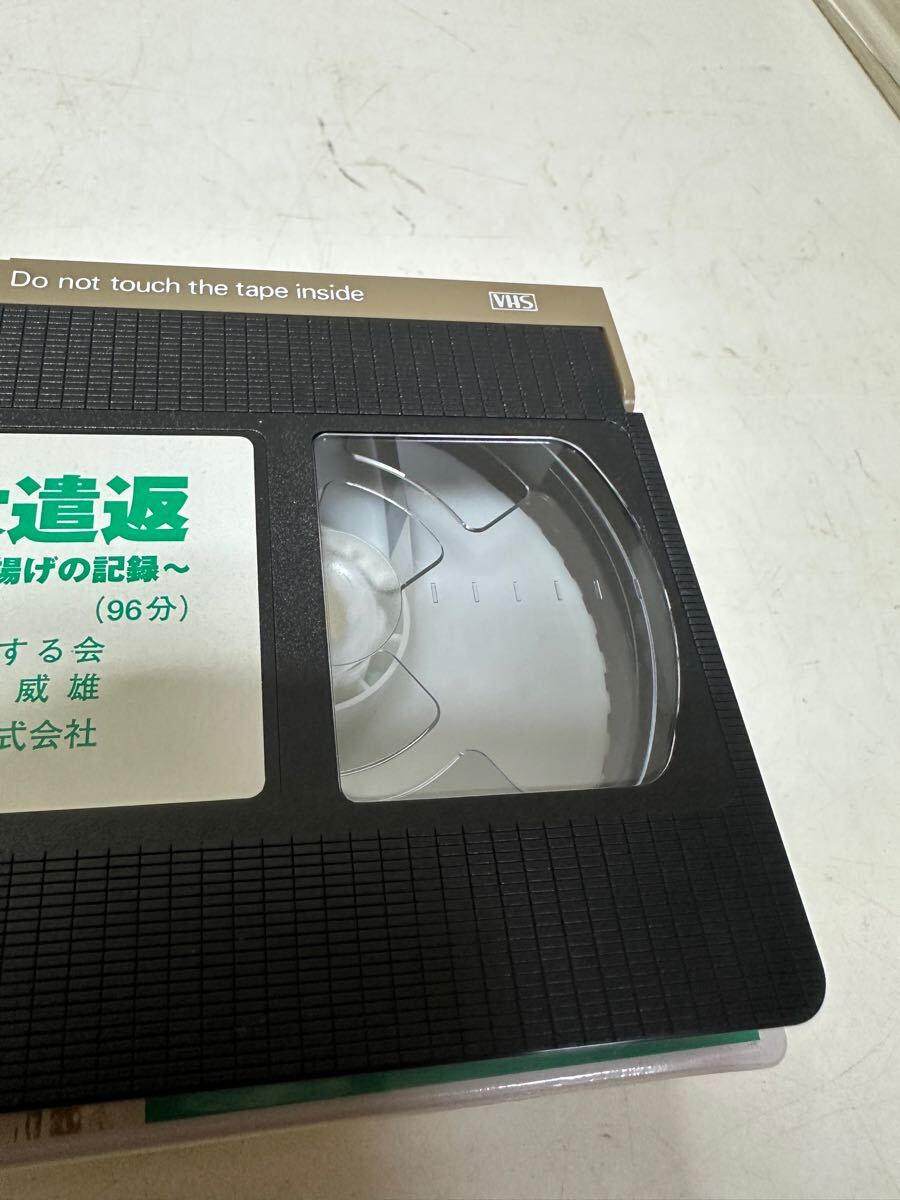 Do not touch the tape inside
VHS
遣返
揚げの記録～
(96分)
する会
威雄
式会社